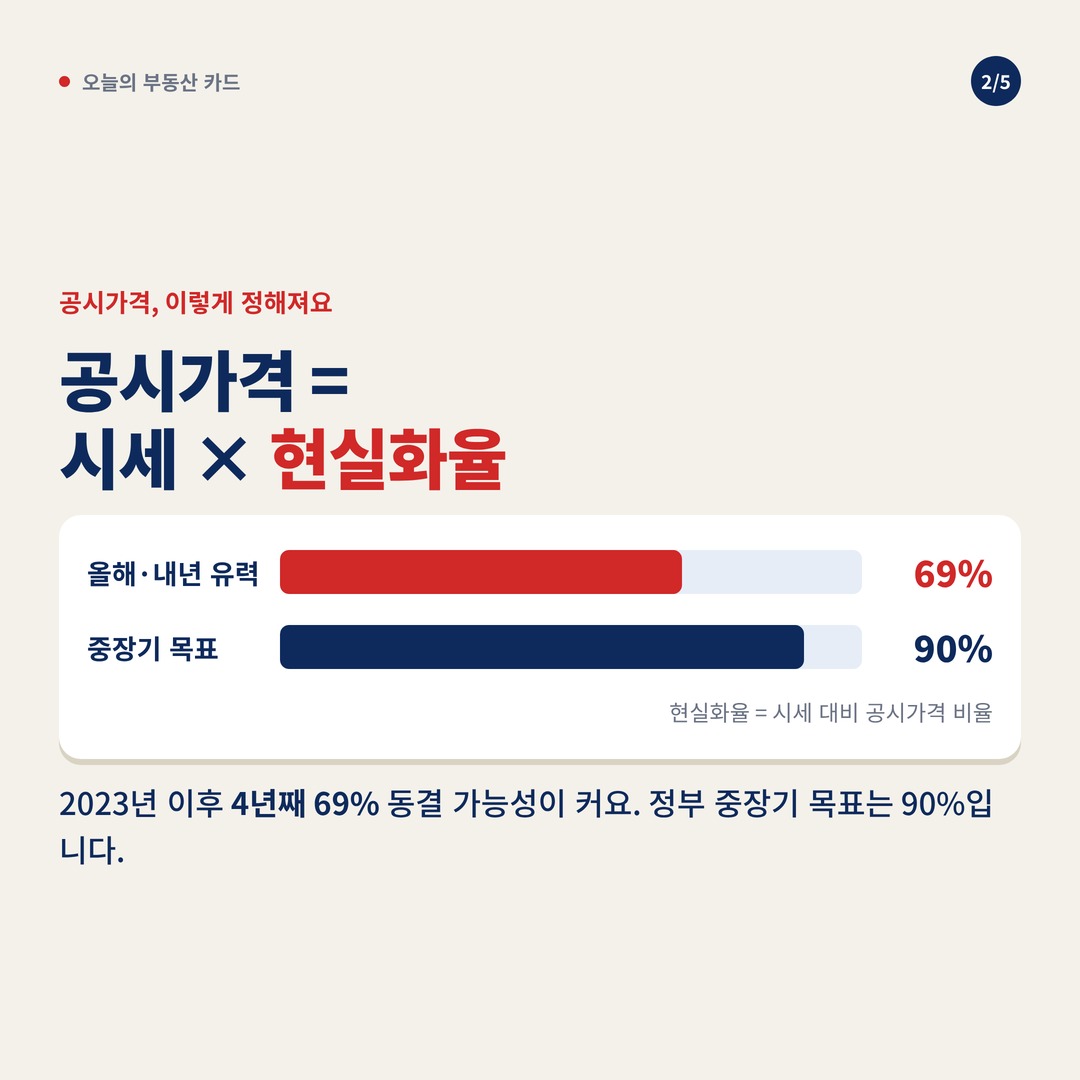 오늘의 부동산 카드
2/5
공시가격, 이렇게 정해져요
공시가격 =
시세 × 현실화율
올해·내년 유력 69%
중장기 목표 90%
현실화율 = 시세 대비 공시가격 비율
2023년 이후 4년째 69% 동결 가능성이 커요. 정부 중장기 목표는 90%입
니다.